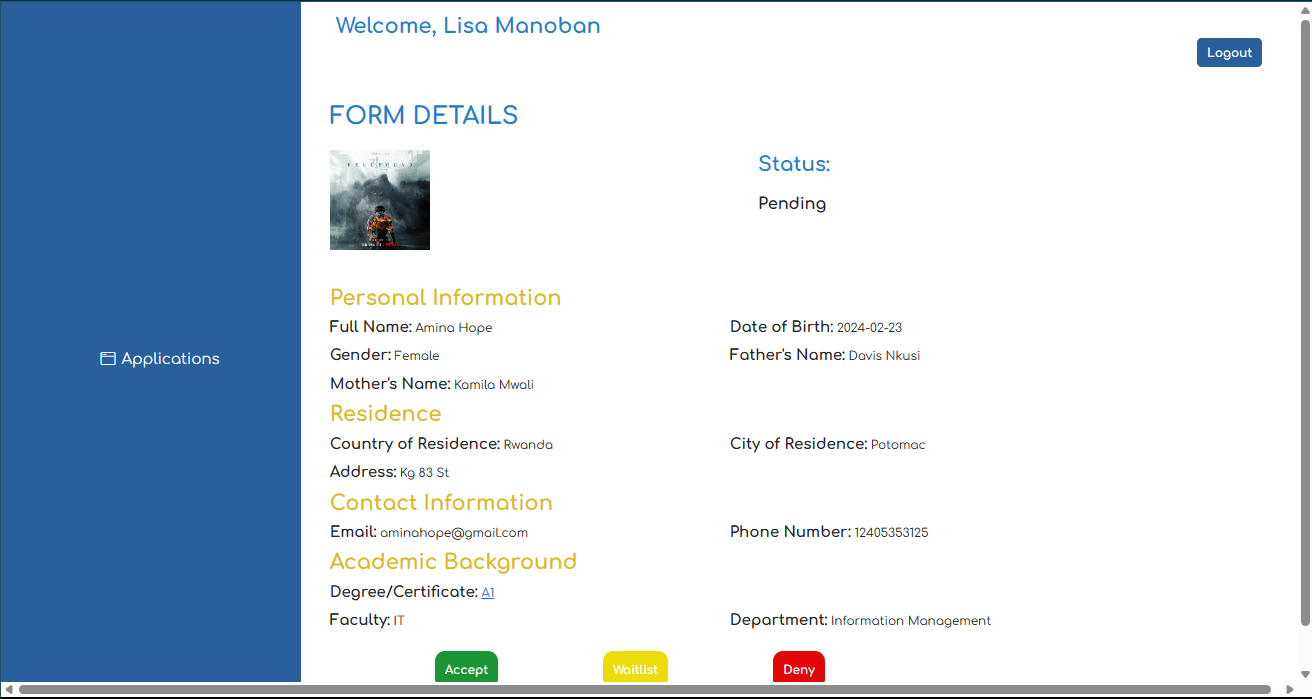 Welcome, Lisa Manoban
Logout
FORM DETAILS
Status:
Pending
Personal Information
Full Name: Amina Hope
Date of Birth: 2024-02-23
Gender: Female
Father's Name: Davis Nkusi
Mother's Name: Kamila Mwali
Applications
Residence
Country of Residence: Rwanda
City of Residence: Potomac
Address: Kg 83 St
Contact Information
Email: aminahope@gmail.com
Phone Number: 12405353125
Academic Background
Degree/Certificate: A1
Faculty: IT
Department: Information Management
Accept
Waitlist
Deny